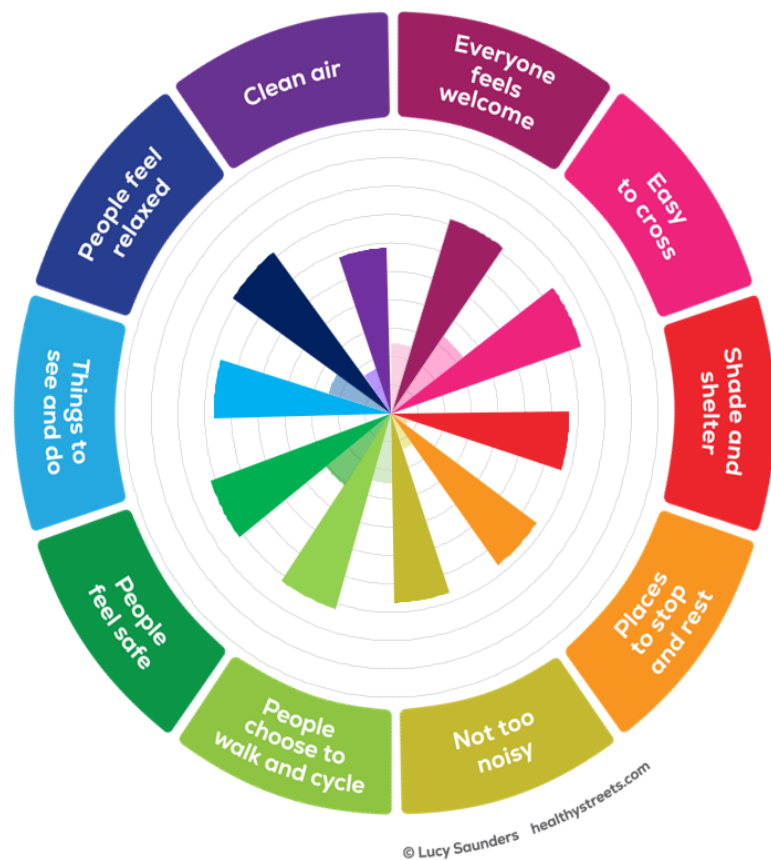 Everyone
feels
welcome
Easy
to cross
Shade and
shelter
Places
to stop
and rest
Not too
noisy
People
choose to
walk and cycle
People
feel safe
Things to
see and do
People feel
relaxed
Clean air
© Lucy Saunders healthystreets.com